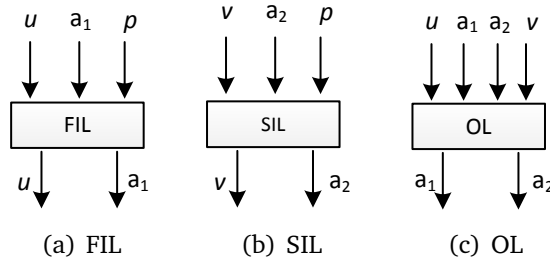 u a₁ p v a₂ p u a₁ a₂ v
FIL SIL OL
u a₁ v a₂ a₁ a₂
(a) FIL (b) SIL (c) OL